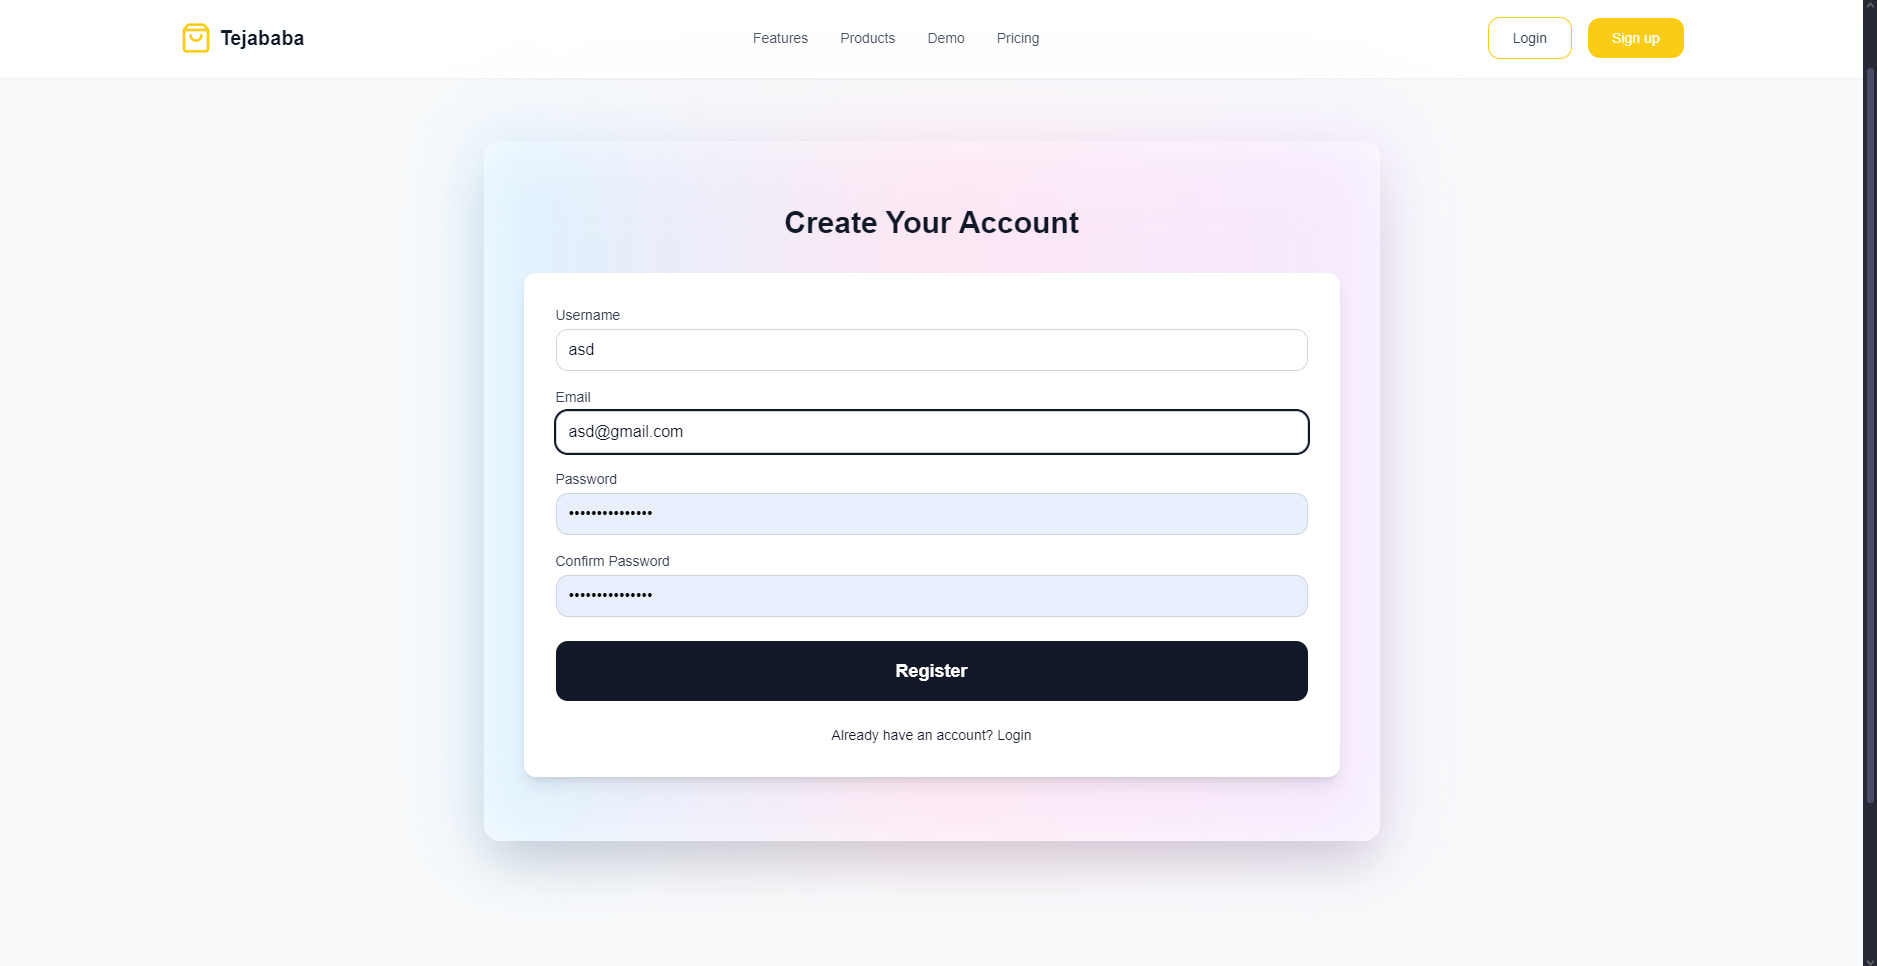 Tejababa
Features Products Demo Pricing
Login Sign up
Create Your Account
Username
asd
Email
asd@gmail.com
Password
•••••••••••••••
Confirm Password
•••••••••••••••
Register
Already have an account? Login